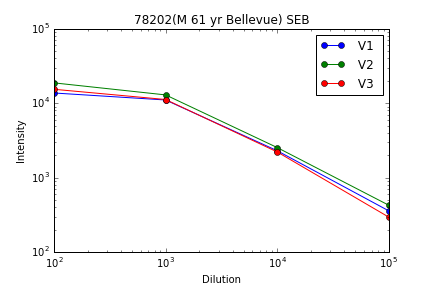 78202(M 61 yr Bellevue) SEB
10^5
V1
V2
V3
10^4
Intensity
10^3
10^2
10^2 10^3 10^4 10^5
Dilution